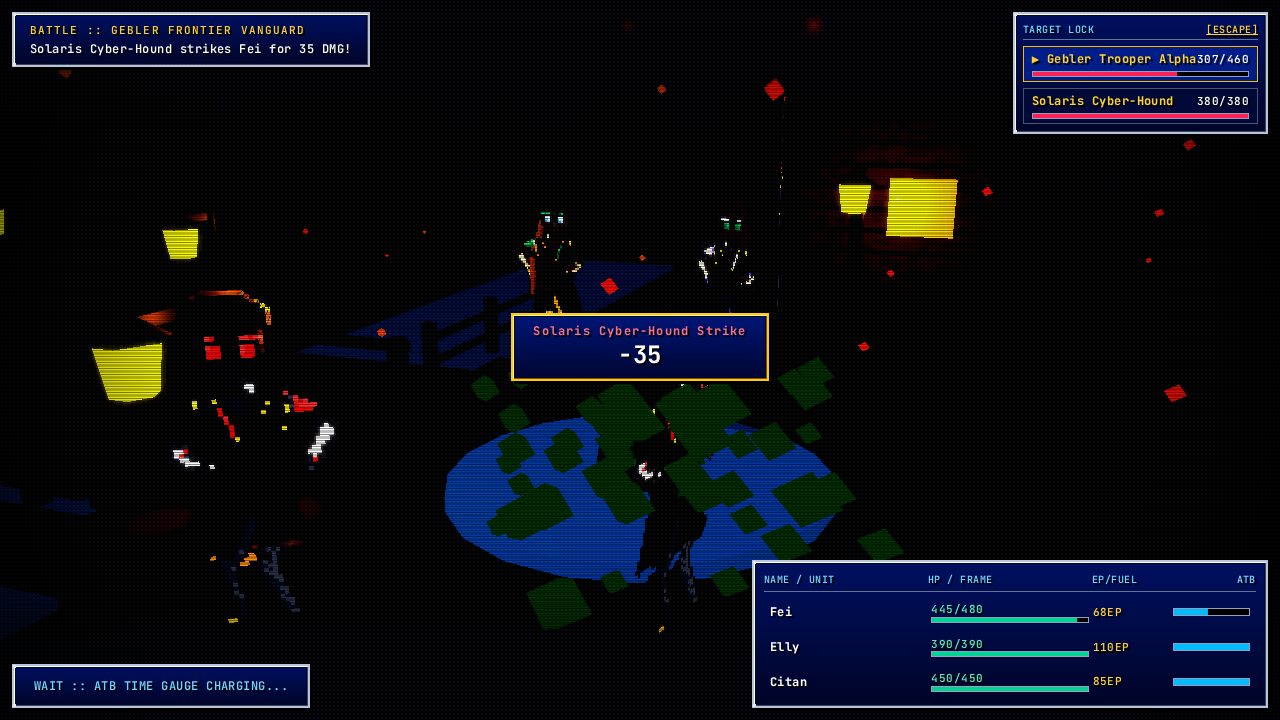 BATTLE :: GEBLER FRONTIER VANGUARD
Solaris Cyber-Hound strikes Fei for 35 DMG!
TARGET LOCK [ESCAPE]
▶ Gebler Trooper Alpha 307/460
Solaris Cyber-Hound 380/380
Solaris Cyber-Hound Strike
-35
NAME / UNIT HP / FRAME EP/FUEL ATB
Fei 445/480 68EP
Elly 390/390 110EP
Citan 450/450 85EP
WAIT :: ATB TIME GAUGE CHARGING...